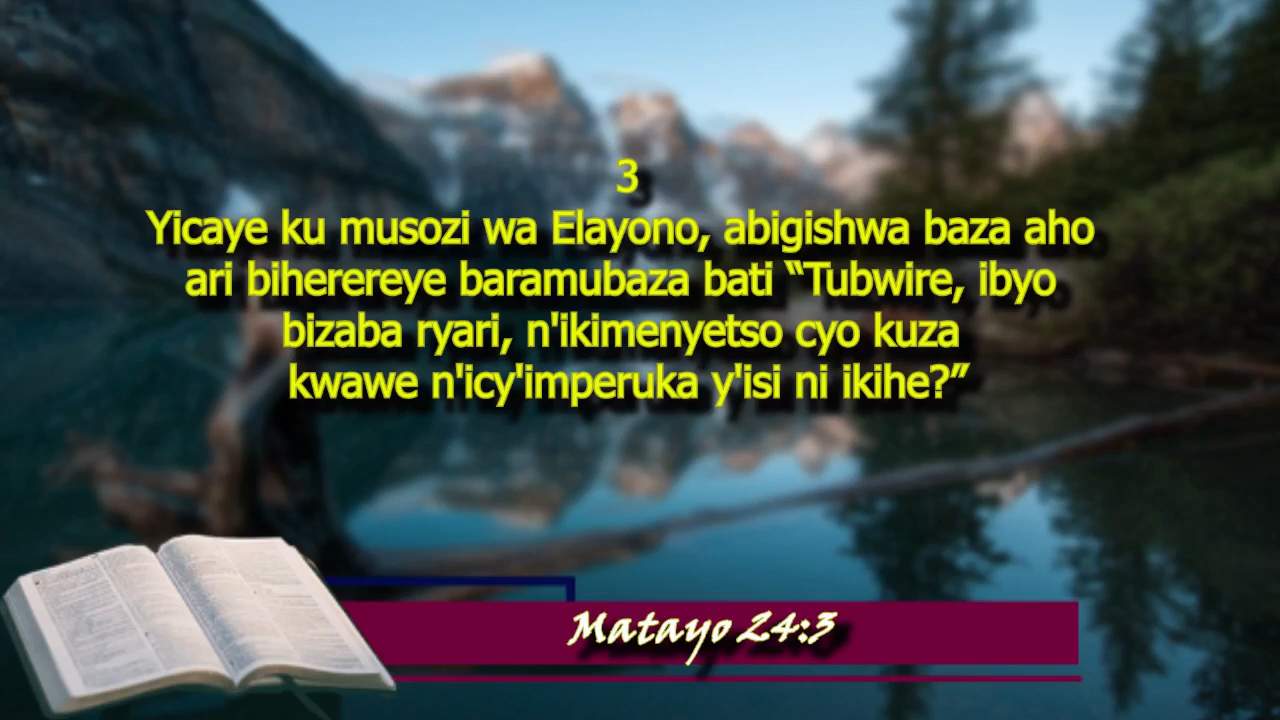 3
Yicaye ku musozi wa Elayono, abigishwa baza aho
ari biherereye baramubaza bati “Tubwire, ibyo
bizaba ryari, n'ikimenyetso cyo kuza
kwawe n'icy'imperuka y'isi ni ikihe?”
Matayo 24:3